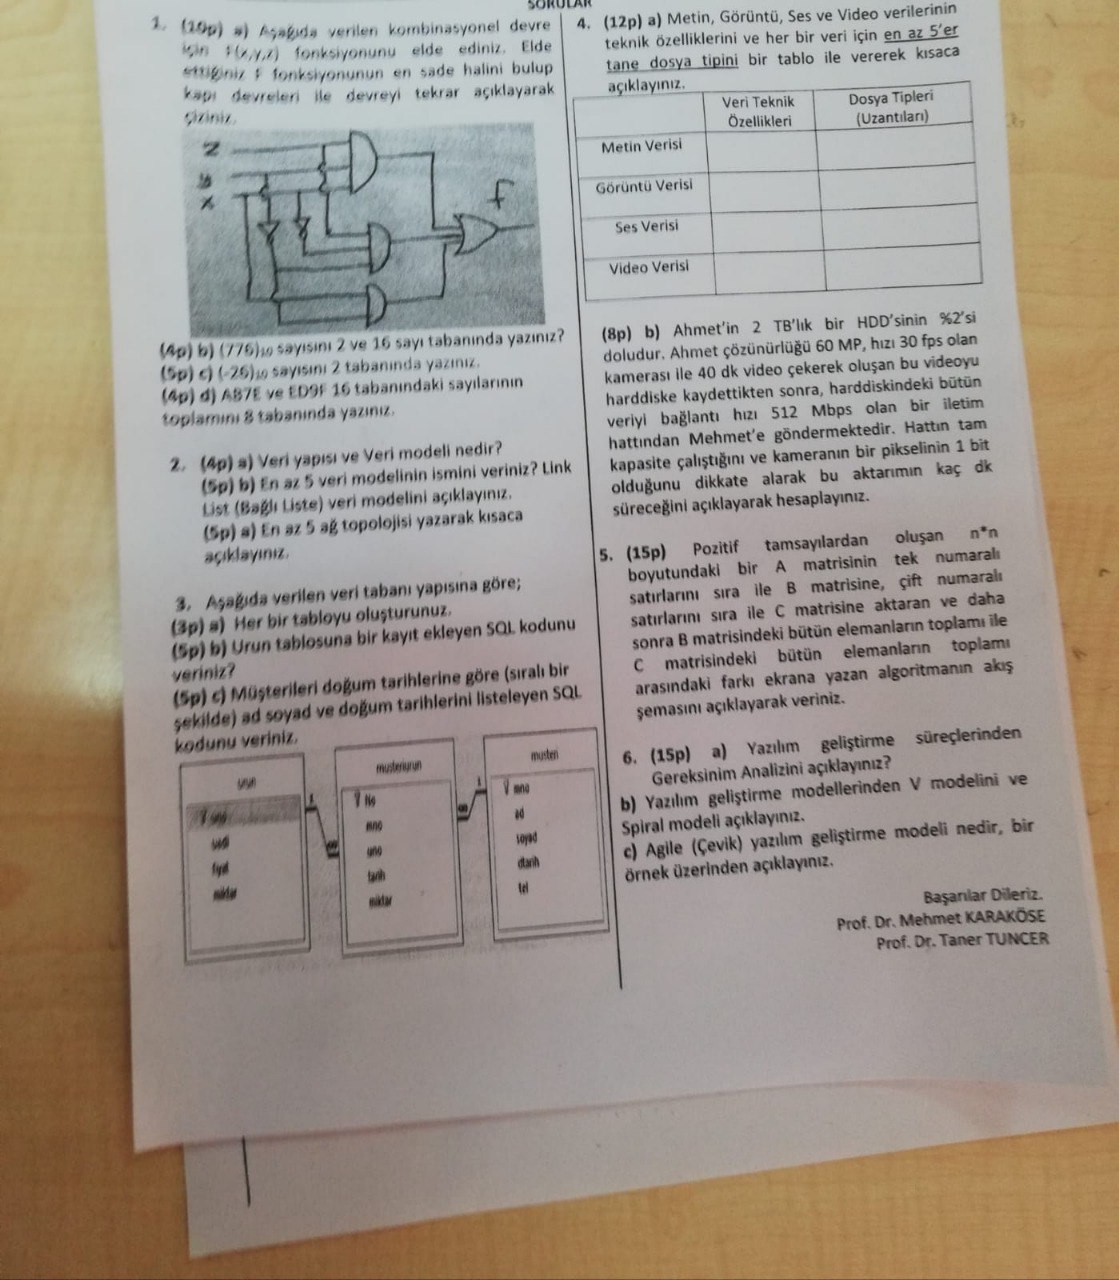 SORULAR
1. (10p) a) Aşağıda verilen kombinasyonel devre
için F(x,y,z) fonksiyonunu elde ediniz. Elde
ettiğiniz F fonksiyonunun en sade halini bulup
kapı devreleri ile devreyi tekrar açıklayarak
çiziniz.
z
y
x
f
(4p) b) (776)₁₀ sayısını 2 ve 16 sayı tabanında yazınız?
(5p) c) (-26)₁₀ sayısını 2 tabanında yazınız.
(4p) d) A87E ve ED9F 16 tabanındaki sayılarının
toplamını 8 tabanında yazınız.
2. (4p) a) Veri yapısı ve Veri modeli nedir?
(5p) b) En az 5 veri modelinin ismini veriniz? Link
List (Bağlı Liste) veri modelini açıklayınız.
(5p) a) En az 5 ağ topolojisi yazarak kısaca
açıklayınız.
3. Aşağıda verilen veri tabanı yapısına göre;
(3p) a) Her bir tabloyu oluşturunuz.
(5p) b) Urun tablosuna bir kayıt ekleyen SQL kodunu
veriniz?
(5p) c) Müşterileri doğum tarihlerine göre (sıralı bir
şekilde) ad soyad ve doğum tarihlerini listeleyen SQL
kodunu veriniz.
urun
uno
uadi
fiyat
miktar
1
∞
musteriurun
No
mno
uno
tarih
miktar
∞
1
musteri
mno
ad
soyad
dtarih
tel
4. (12p) a) Metin, Görüntü, Ses ve Video verilerinin
teknik özelliklerini ve her bir veri için en az 5'er
tane dosya tipini bir tablo ile vererek kısaca
açıklayınız.
Veri Teknik
Özellikleri
Dosya Tipleri
(Uzantıları)
Metin Verisi
Görüntü Verisi
Ses Verisi
Video Verisi
(8p) b) Ahmet'in 2 TB'lık bir HDD'sinin %2'si
doludur. Ahmet çözünürlüğü 60 MP, hızı 30 fps olan
kamerası ile 40 dk video çekerek oluşan bu videoyu
harddiske kaydettikten sonra, harddiskindeki bütün
veriyi bağlantı hızı 512 Mbps olan bir iletim
hattından Mehmet'e göndermektedir. Hattın tam
kapasite çalıştığını ve kameranın bir pikselinin 1 bit
olduğunu dikkate alarak bu aktarımın kaç dk
süreceğini açıklayarak hesaplayınız.
5. (15p) Pozitif tamsayılardan oluşan n*n
boyutundaki bir A matrisinin tek numaralı
satırlarını sıra ile B matrisine, çift numaralı
satırlarını sıra ile C matrisine aktaran ve daha
sonra B matrisindeki bütün elemanların toplamı ile
C matrisindeki bütün elemanların toplamı
arasındaki farkı ekrana yazan algoritmanın akış
şemasını açıklayarak veriniz.
6. (15p) a) Yazılım geliştirme süreçlerinden
Gereksinim Analizini açıklayınız?
b) Yazılım geliştirme modellerinden V modelini ve
Spiral modeli açıklayınız.
c) Agile (Çevik) yazılım geliştirme modeli nedir, bir
örnek üzerinden açıklayınız.
Başarılar Dileriz.
Prof. Dr. Mehmet KARAKÖSE
Prof. Dr. Taner TUNCER